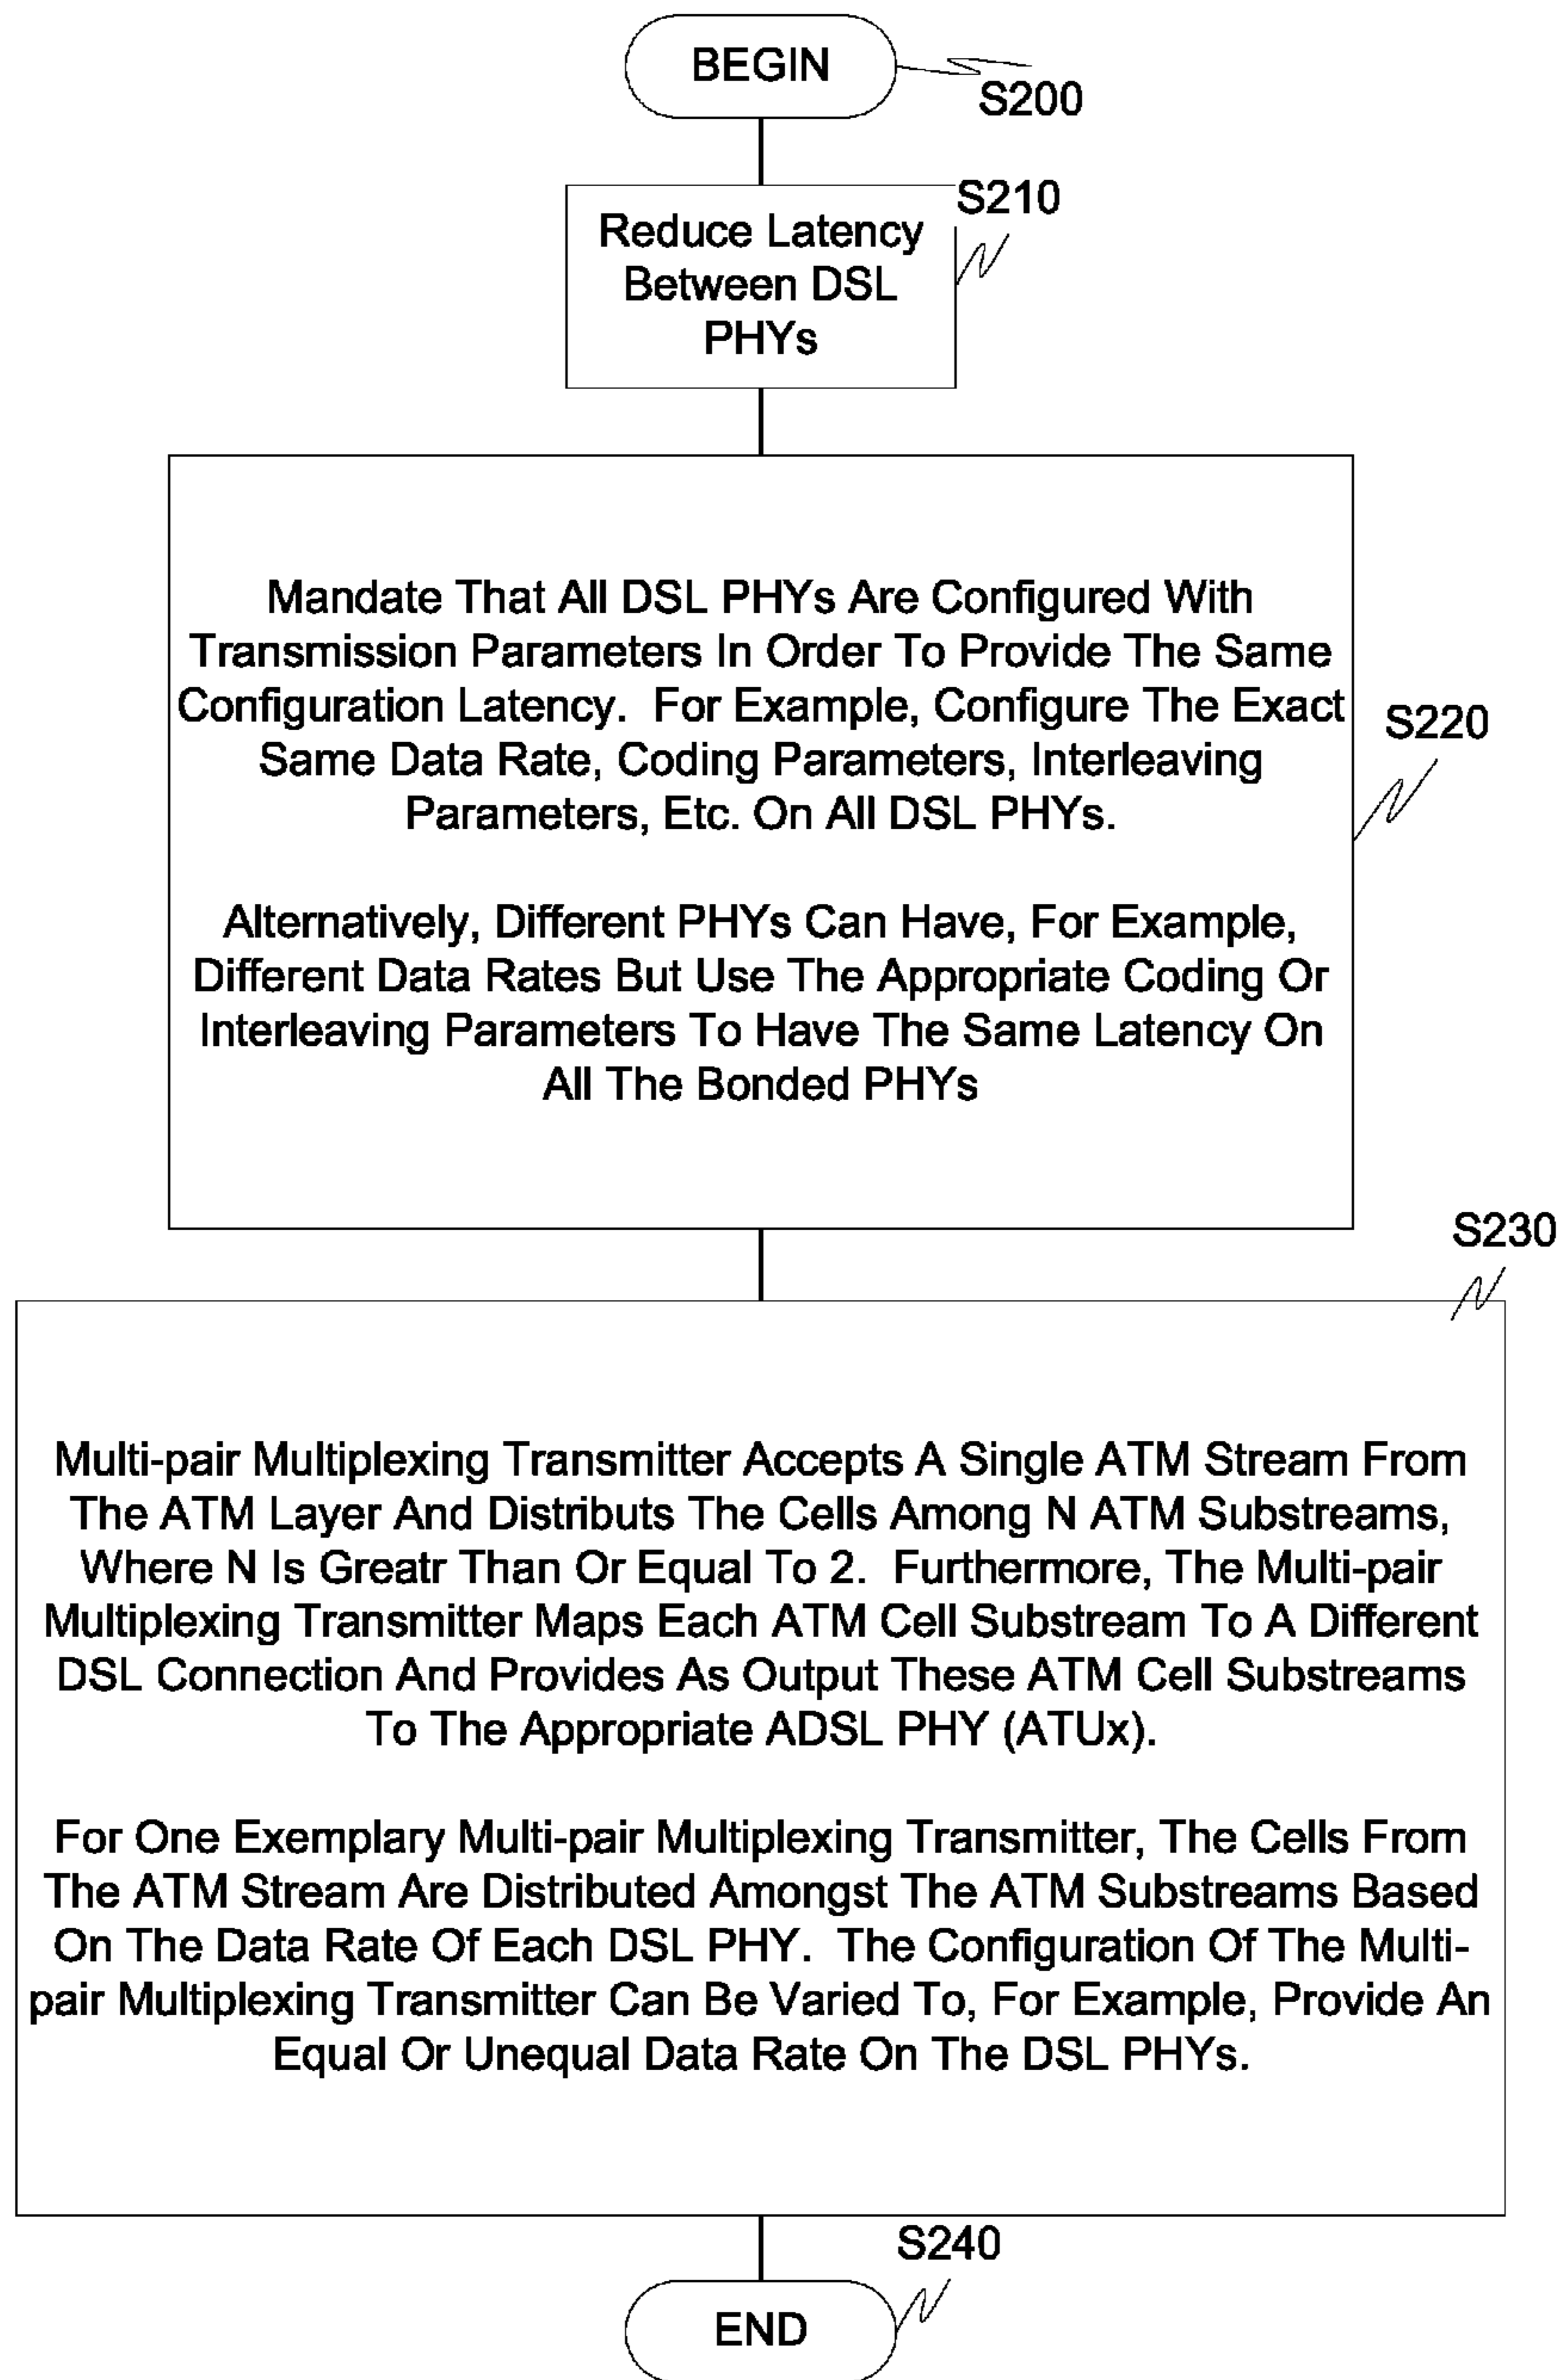 BEGIN
S200
S210
Reduce Latency
Between DSL
PHYs
Mandate That All DSL PHYs Are Configured With
Transmission Parameters In Order To Provide The Same
Configuration Latency. For Example, Configure The Exact
Same Data Rate, Coding Parameters, Interleaving
Parameters, Etc. On All DSL PHYs.
Alternatively, Different PHYs Can Have, For Example,
Different Data Rates But Use The Appropriate Coding Or
Interleaving Parameters To Have The Same Latency On
All The Bonded PHYs
S220
S230
Multi-pair Multiplexing Transmitter Accepts A Single ATM Stream From
The ATM Layer And Distributs The Cells Among N ATM Substreams,
Where N Is Greatr Than Or Equal To 2. Furthermore, The Multi-pair
Multiplexing Transmitter Maps Each ATM Cell Substream To A Different
DSL Connection And Provides As Output These ATM Cell Substreams
To The Appropriate ADSL PHY (ATUx).
For One Exemplary Multi-pair Multiplexing Transmitter, The Cells From
The ATM Stream Are Distributed Amongst The ATM Substreams Based
On The Data Rate Of Each DSL PHY. The Configuration Of The Multi-
pair Multiplexing Transmitter Can Be Varied To, For Example, Provide An
Equal Or Unequal Data Rate On The DSL PHYs.
S240
END